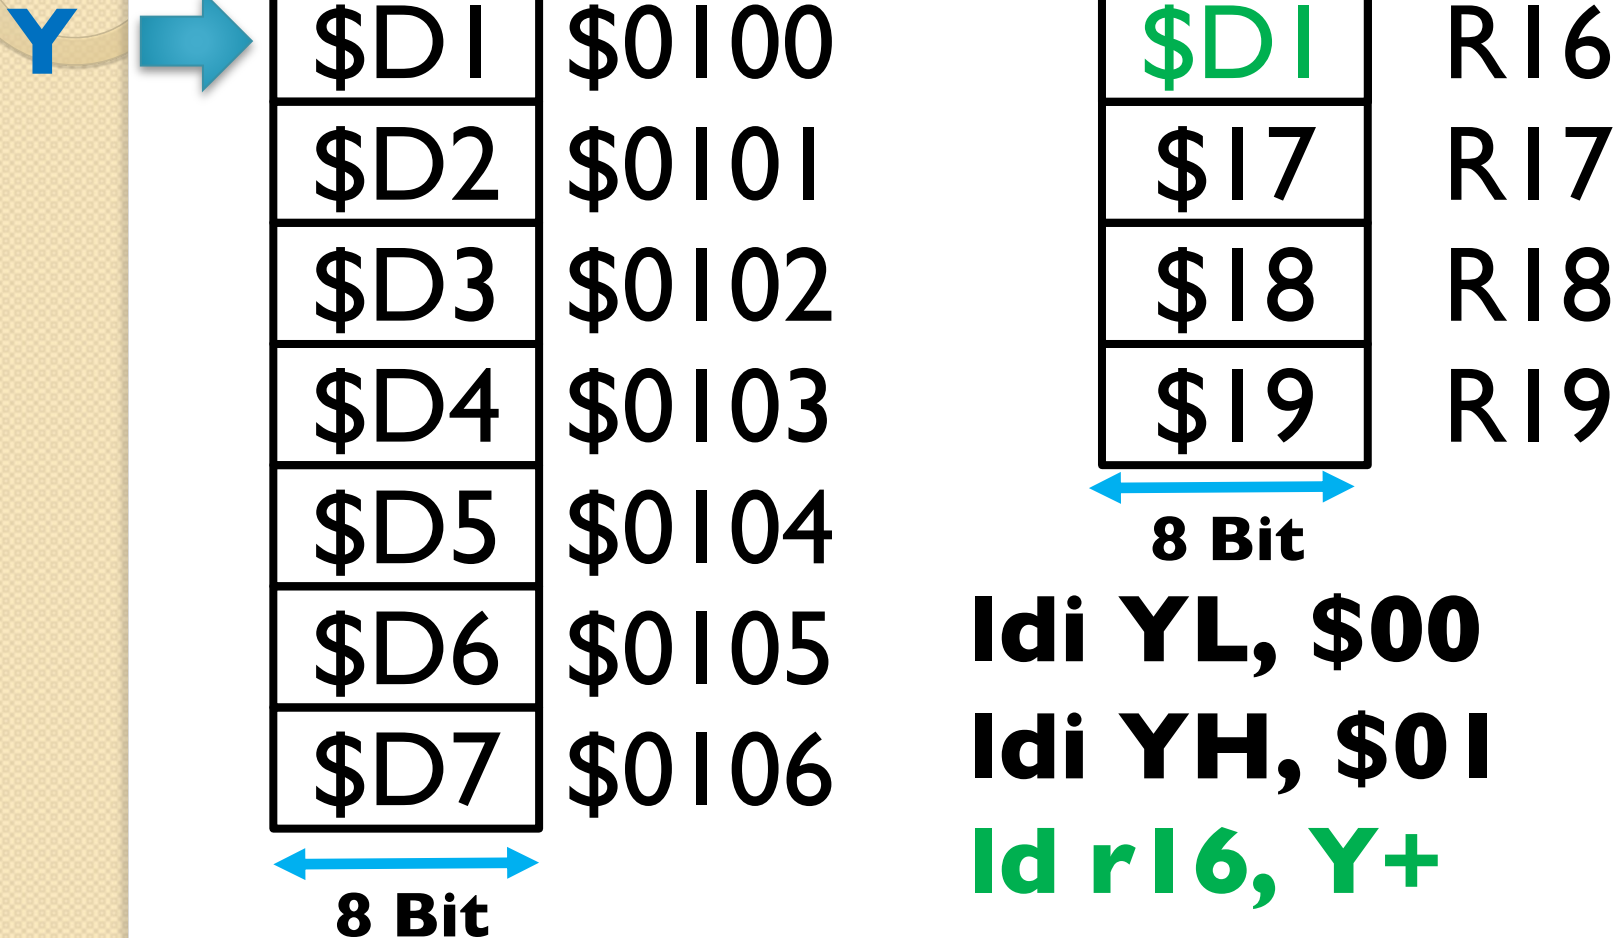 Y $D1 $0100 $D1 R16
$D2 $0101 $17 R17
$D3 $0102 $18 R18
$D4 $0103 $19 R19
$D5 $0104
8 Bit
$D6 $0105
ldi YL, $00
$D7 $0106
ldi YH, $01
ld r16, Y+
8 Bit